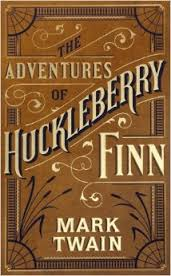 THE
ADVENTURES
OF
HUCKLEBERRY
FINN
MARK
TWAIN